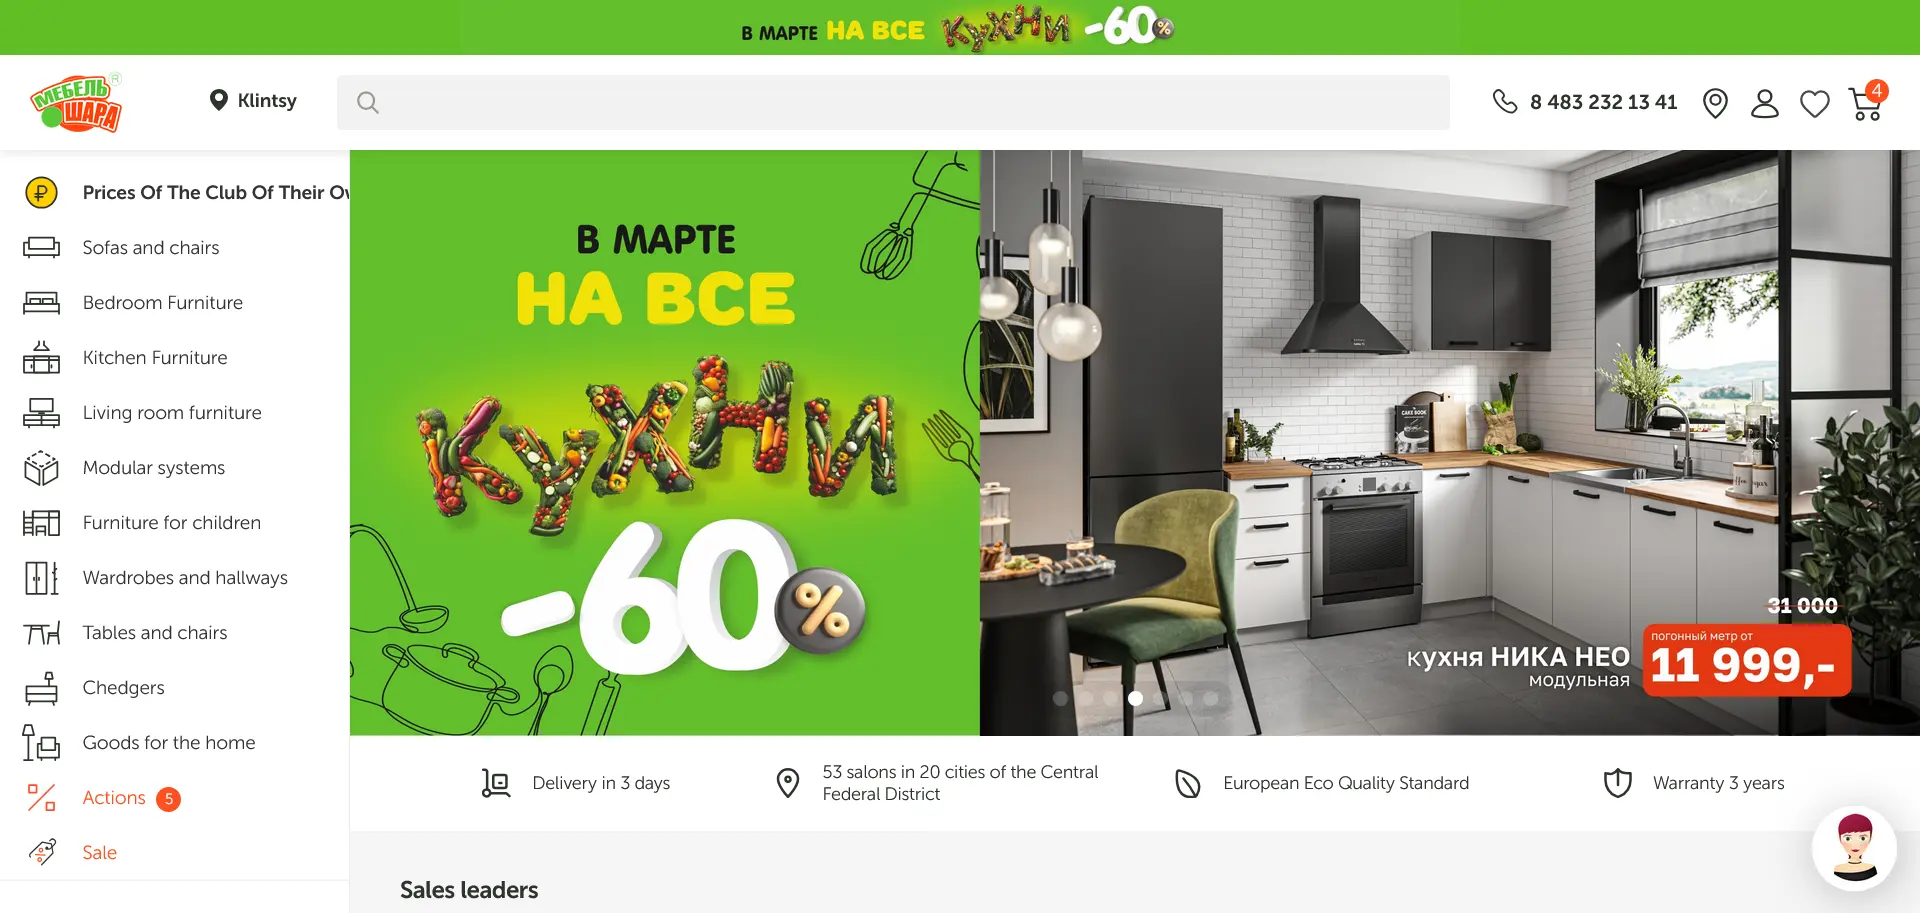 В МАРТЕ НА ВСЕ КУХНИ -60%
МЕБЕЛЬ ®
ШАРА
Klintsy
8 483 232 13 41
4
Prices Of The Club Of Their
Sofas and chairs
Bedroom Furniture
Kitchen Furniture
Living room furniture
Modular systems
Furniture for children
Wardrobes and hallways
Tables and chairs
Chedgers
Goods for the home
Actions 5
Sale
В МАРТЕ
НА ВСЕ
КУХНИ
-60%
CAKE BOOK
31 000
погонный метр от
кухня НИКА НЕО
11 999,-
модульная
Delivery in 3 days
53 salons in 20 cities of the Central
Federal District
European Eco Quality Standard
Warranty 3 years
Sales leaders